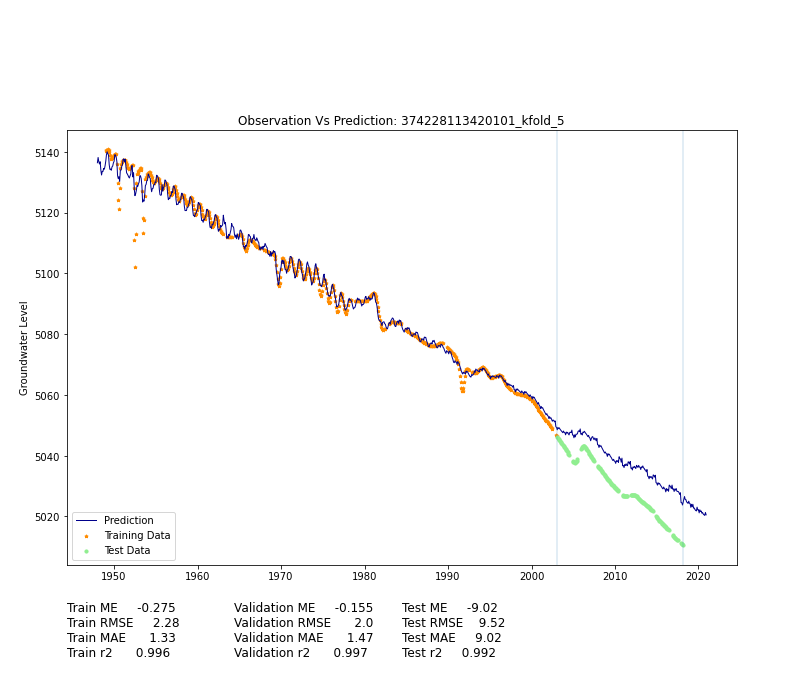 Observation Vs Prediction: 374228113420101_kfold_5
5140
5120
5100
5080
5060
5040
5020
Groundwater Level
Prediction
Training Data
Test Data
1950 1960 1970 1980 1990 2000 2010 2020
Train ME -0.275 Validation ME -0.155 Test ME -9.02
Train RMSE 2.28 Validation RMSE 2.0 Test RMSE 9.52
Train MAE 1.33 Validation MAE 1.47 Test MAE 9.02
Train r2 0.996 Validation r2 0.997 Test r2 0.992